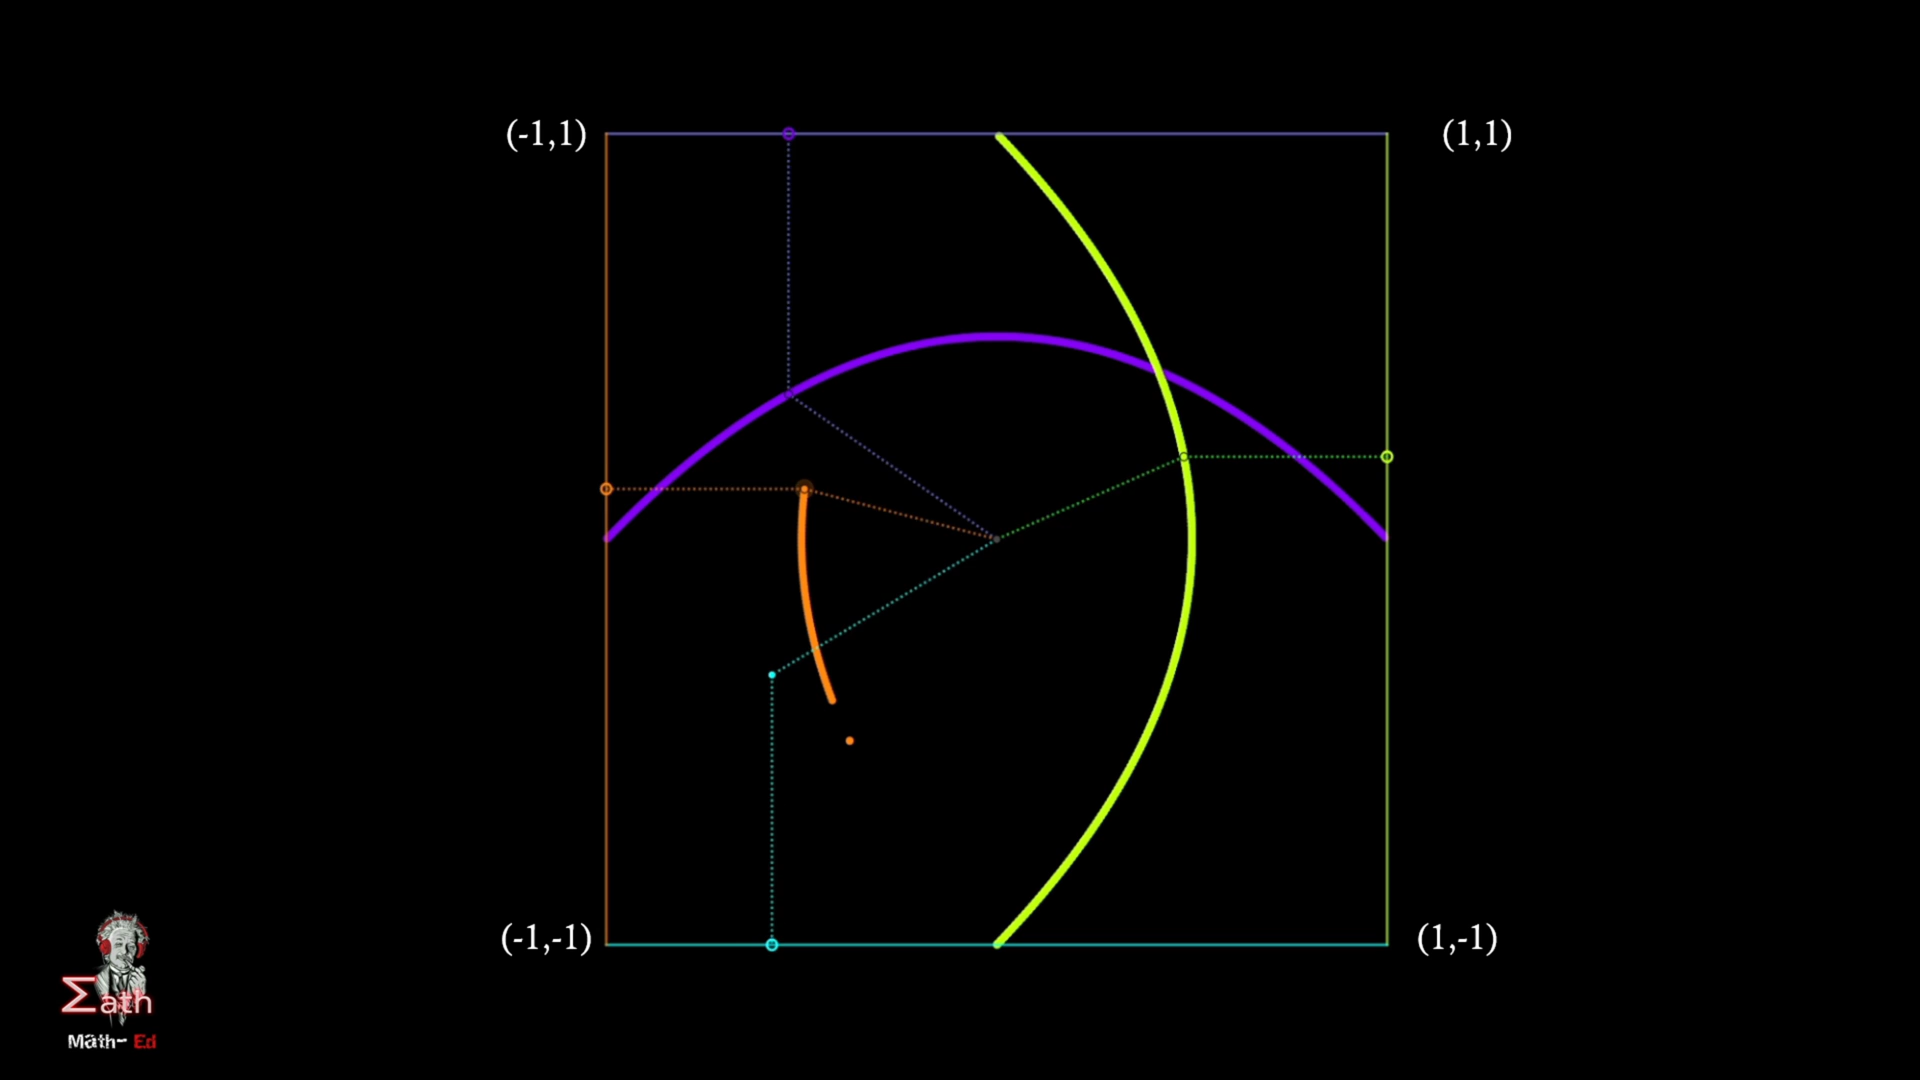 (-1,1)
(1,1)
(-1,-1)
(1,-1)
Σath
Math- Ed